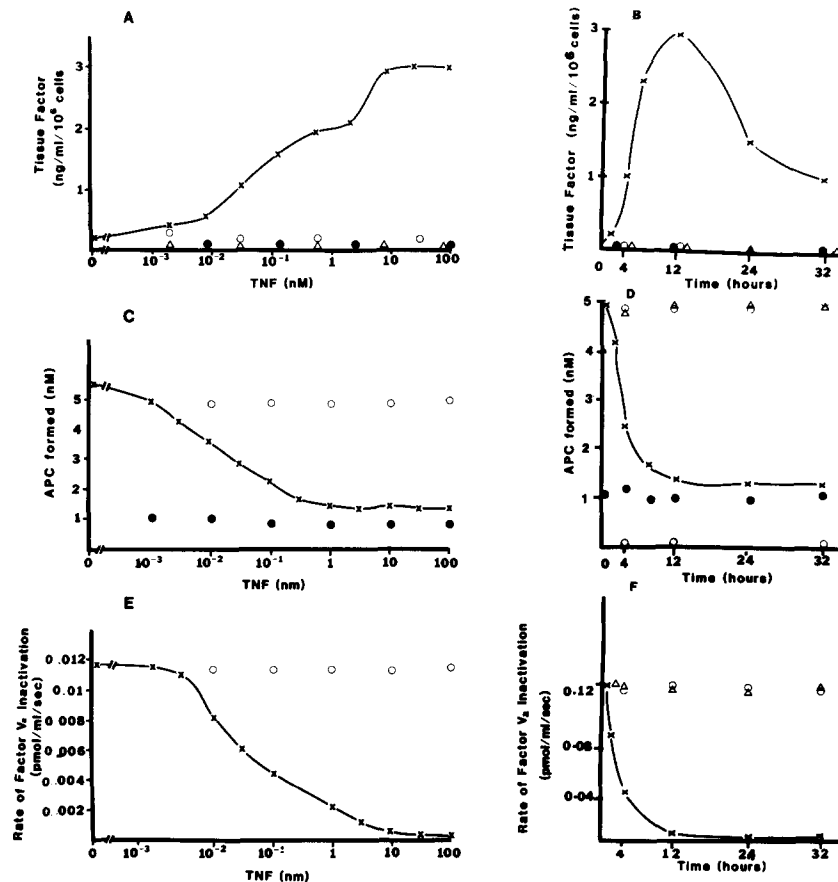 A
Tissue Factor
(ng/ml/10⁶ cells)
3
2
1
0
10⁻³
10⁻²
10⁻¹
1
10
100
TNF (nM)
B
Tissue Factor (ng/ml/10⁶ cells)
3
2
1
0
4
12
24
32
Time (hours)
C
APC formed (nM)
5
4
3
2
1
0
10⁻³
10⁻²
10⁻¹
1
10
100
TNF (nm)
D
APC formed (nM)
5
4
2
1
0
4
12
24
32
Time (hours)
E
Rate of Factor Vₐ Inactivation
(pmol/ml/sec)
0.012
0.01
0.008
0.006
0.004
0.002
0
10⁻³
10⁻²
10⁻¹
1
10
100
TNF (nM)
F
Rate of Factor Vₐ Inactivation
(pmol/ml/sec)
0.12
0.08
0.04
4
12
24
32
Time (hours)